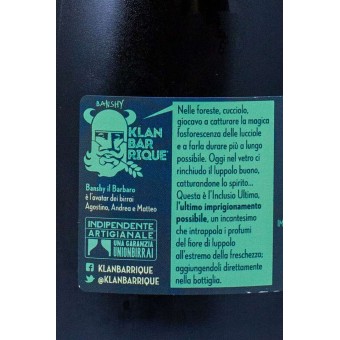 BANSHY
KLAN
BAR
RIQUE
Banshy il Barbaro
è l'avatar dei birrai
Agostino, Andrea e Matteo
INDIPENDENTE
ARTIGIANALE
UNA GARANZIA
UNIONBIRRAI
KLANBARRIQUE
@KLANBARRIQUE
Nelle foreste, cucciolo,
giocavo a catturare la magica
fosforescenza delle lucciole
e a farla durare più a lungo
possibile. Oggi nel vetro ci
rinchiudo il luppolo buono,
catturandone lo spirito...
Questa è l'Inclusio Ultima,
l'ultimo imprigionamento
possibile, un incantesimo
che intrappola i profumi
del fiore di luppolo
all'estremo della freschezza;
aggiungendoli direttamente
nella bottiglia.